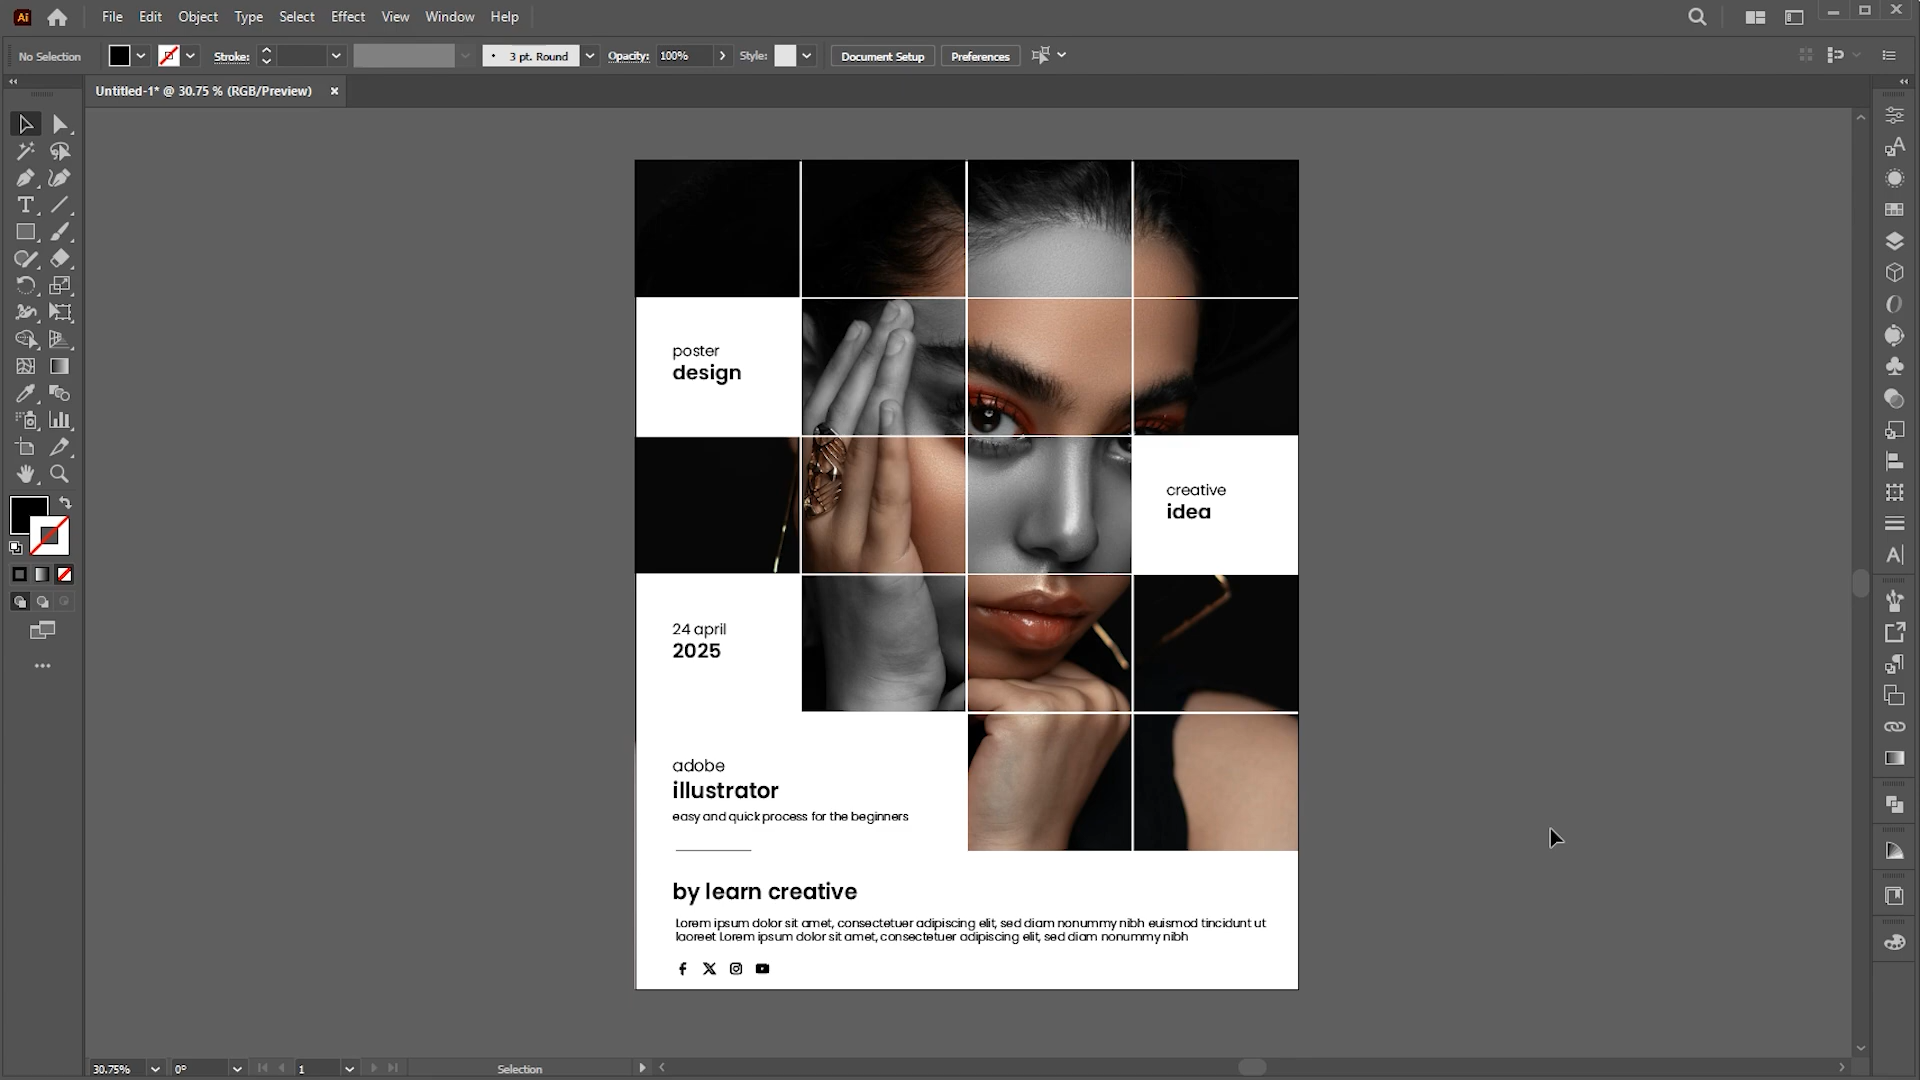 Ai File Edit Object Type Select Effect View Window Help
No Selection Stroke: 3 pt. Round Opacity: 100% Style: Document Setup Preferences
Untitled-1* @ 30.75 % (RGB/Preview) ×
poster
design
creative
idea
24 april
2025
adobe
illustrator
easy and quick process for the beginners
by learn creative
Lorem ipsum dolor sit amet, consectetuer adipiscing elit, sed diam nonummy nibh euismod tincidunt ut
laoreet Lorem ipsum dolor sit amet, consectetuer adipiscing elit, sed diam nonummy nibh
30.75% 0° 1 Selection